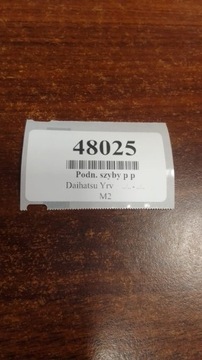 48025
Podn. szyby p p
Daihatsu Yrv
M2